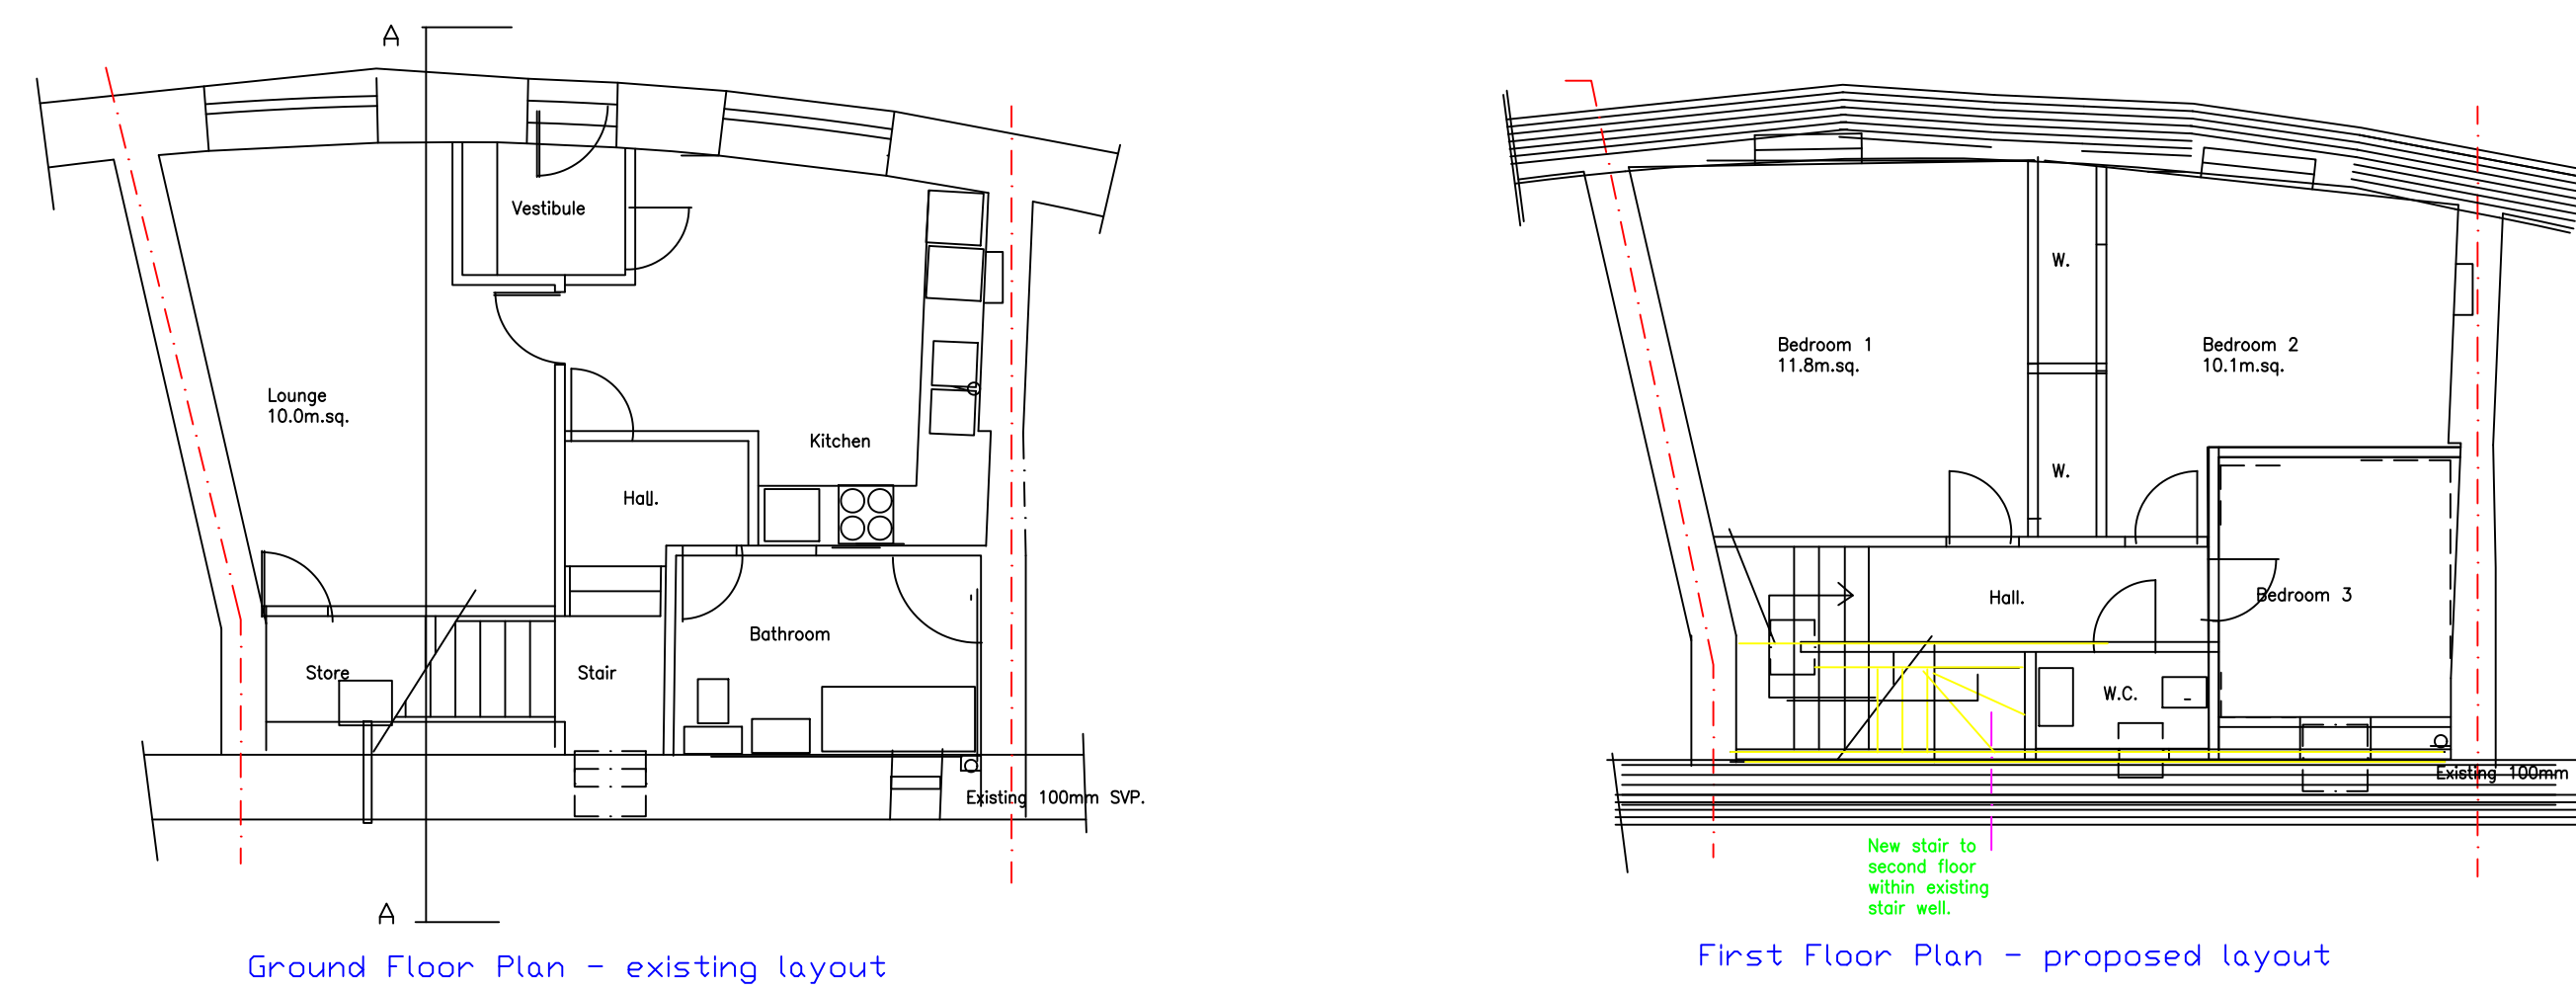 A
Vestibule
Lounge
10.0m.sq.
Kitchen
Hall.
Bathroom
Store
Stair
Existing 100mm SVP.
A
Ground Floor Plan - existing layout
W.
Bedroom 1
11.8m.sq.
Bedroom 2
10.1m.sq.
W.
Hall.
Bedroom 3
W.C.
Existing 100mm
New stair to
second floor
within existing
stair well.
First Floor Plan - proposed layout